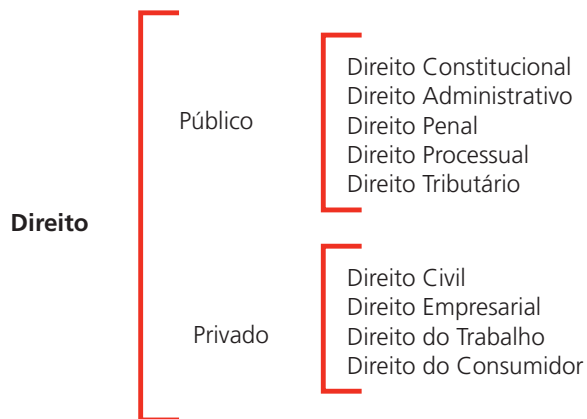 Direito
Público
Direito Constitucional
Direito Administrativo
Direito Penal
Direito Processual
Direito Tributário
Privado
Direito Civil
Direito Empresarial
Direito do Trabalho
Direito do Consumidor